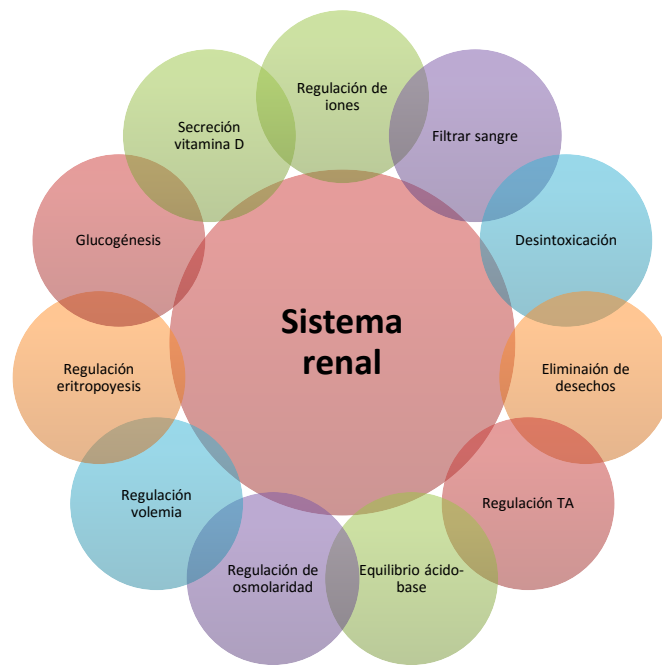 Sistema
renal
Regulación de
iones
Filtrar sangre
Desintoxicación
Eliminaión de
desechos
Regulación TA
Equilibrio ácido-
base
Regulación de
osmolaridad
Regulación
volemia
Regulación
eritropoyesis
Glucogénesis
Secreción
vitamina D